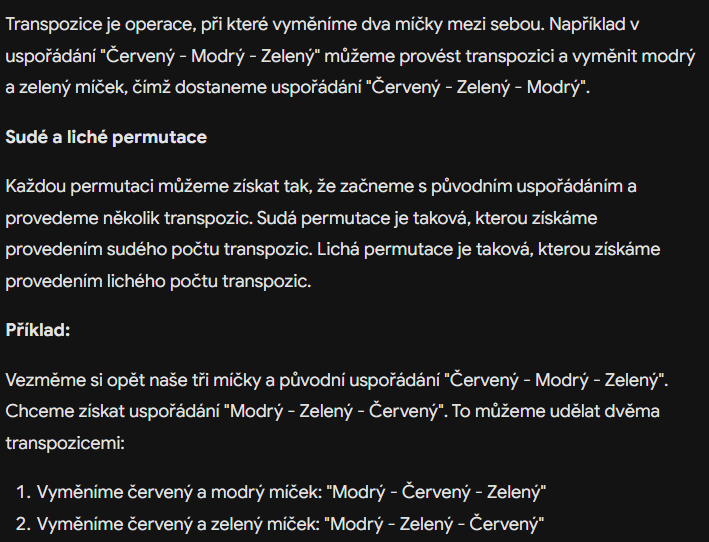 Transpozice je operace, při které vyměníme dva míčky mezi sebou. Například v
uspořádání "Červený - Modrý - Zelený" můžeme provést transpozici a vyměnit modrý
a zelený míček, čímž dostaneme uspořádání "Červený - Zelený - Modrý".
Sudé a liché permutace
Každou permutaci můžeme získat tak, že začneme s původním uspořádáním a
provedeme několik transpozic. Sudá permutace je taková, kterou získáme
provedením sudého počtu transpozic. Lichá permutace je taková, kterou získáme
provedením lichého počtu transpozic.
Příklad:
Vezměme si opět naše tři míčky a původní uspořádání "Červený - Modrý - Zelený".
Chceme získat uspořádání "Modrý - Zelený - Červený". To můžeme udělat dvěma
transpozicemi:
1. Vyměníme červený a modrý míček: "Modrý - Červený - Zelený"
2. Vyměníme červený a zelený míček: "Modrý - Zelený - Červený"